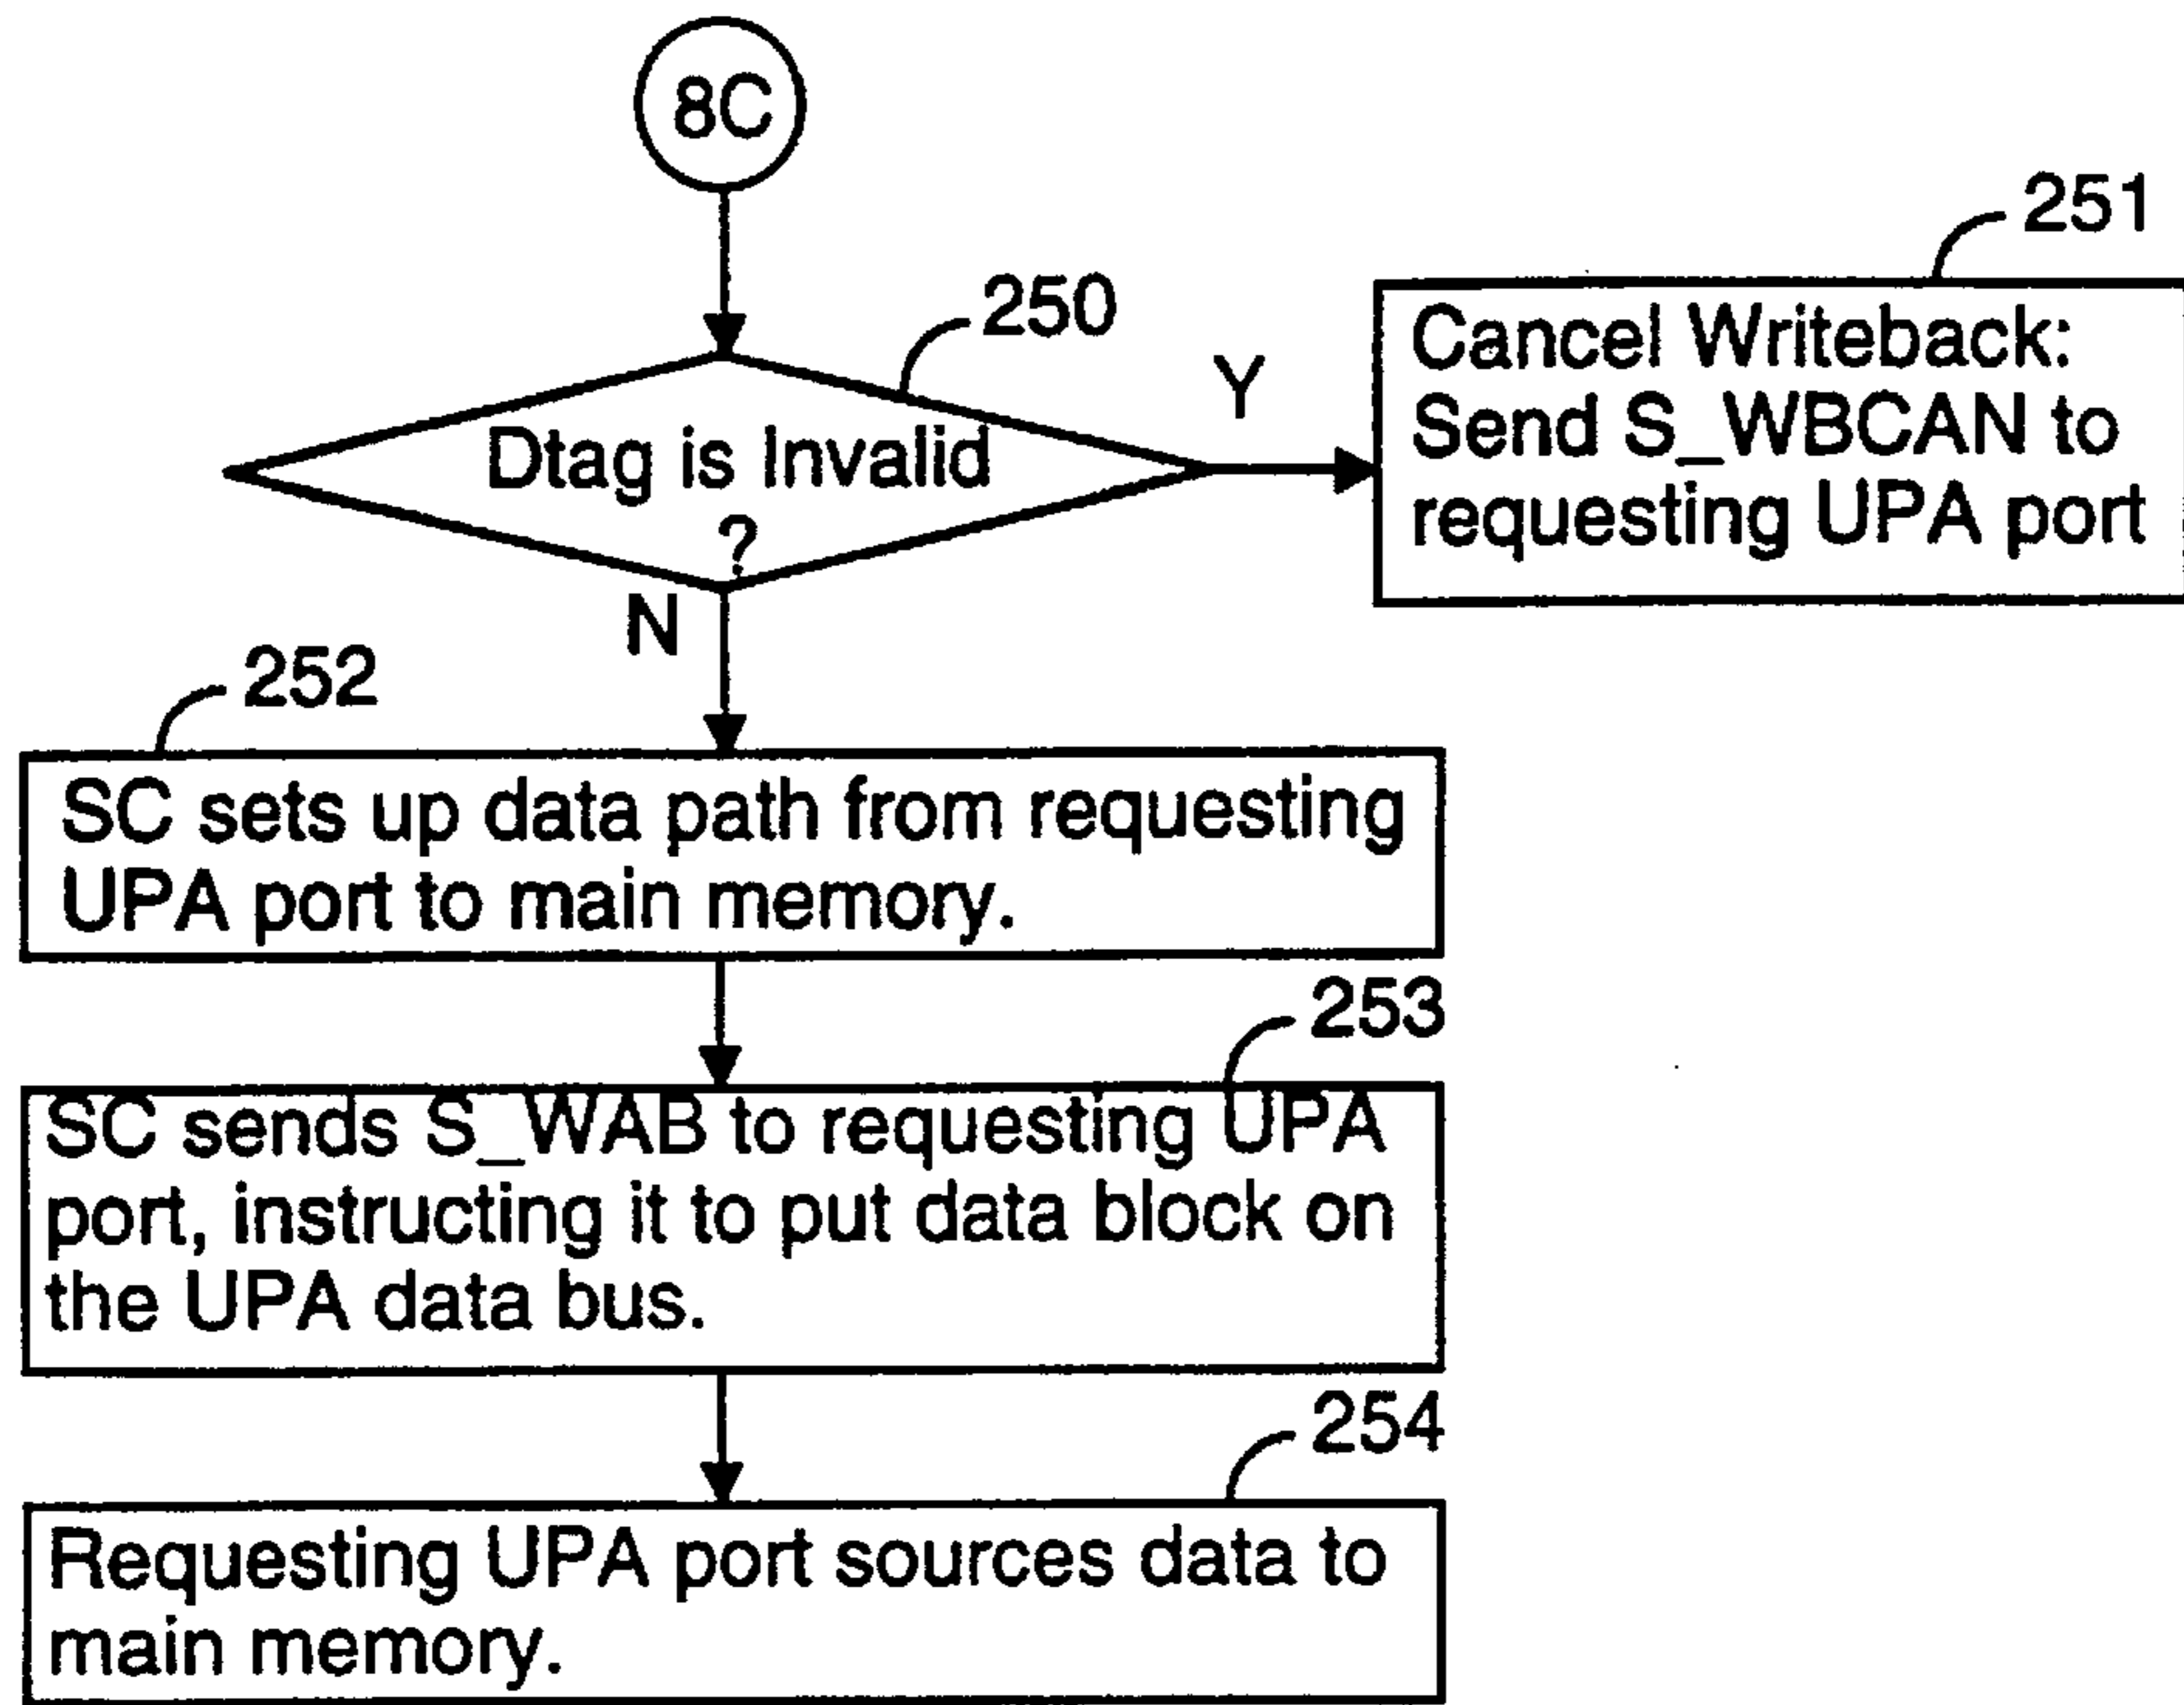 8C
250
Dtag is Invalid
?
Y
251
Cancel Writeback:
Send S_WBCAN to
requesting UPA port
N
252
SC sets up data path from requesting
UPA port to main memory.
253
SC sends S_WAB to requesting UPA
port, instructing it to put data block on
the UPA data bus.
254
Requesting UPA port sources data to
main memory.